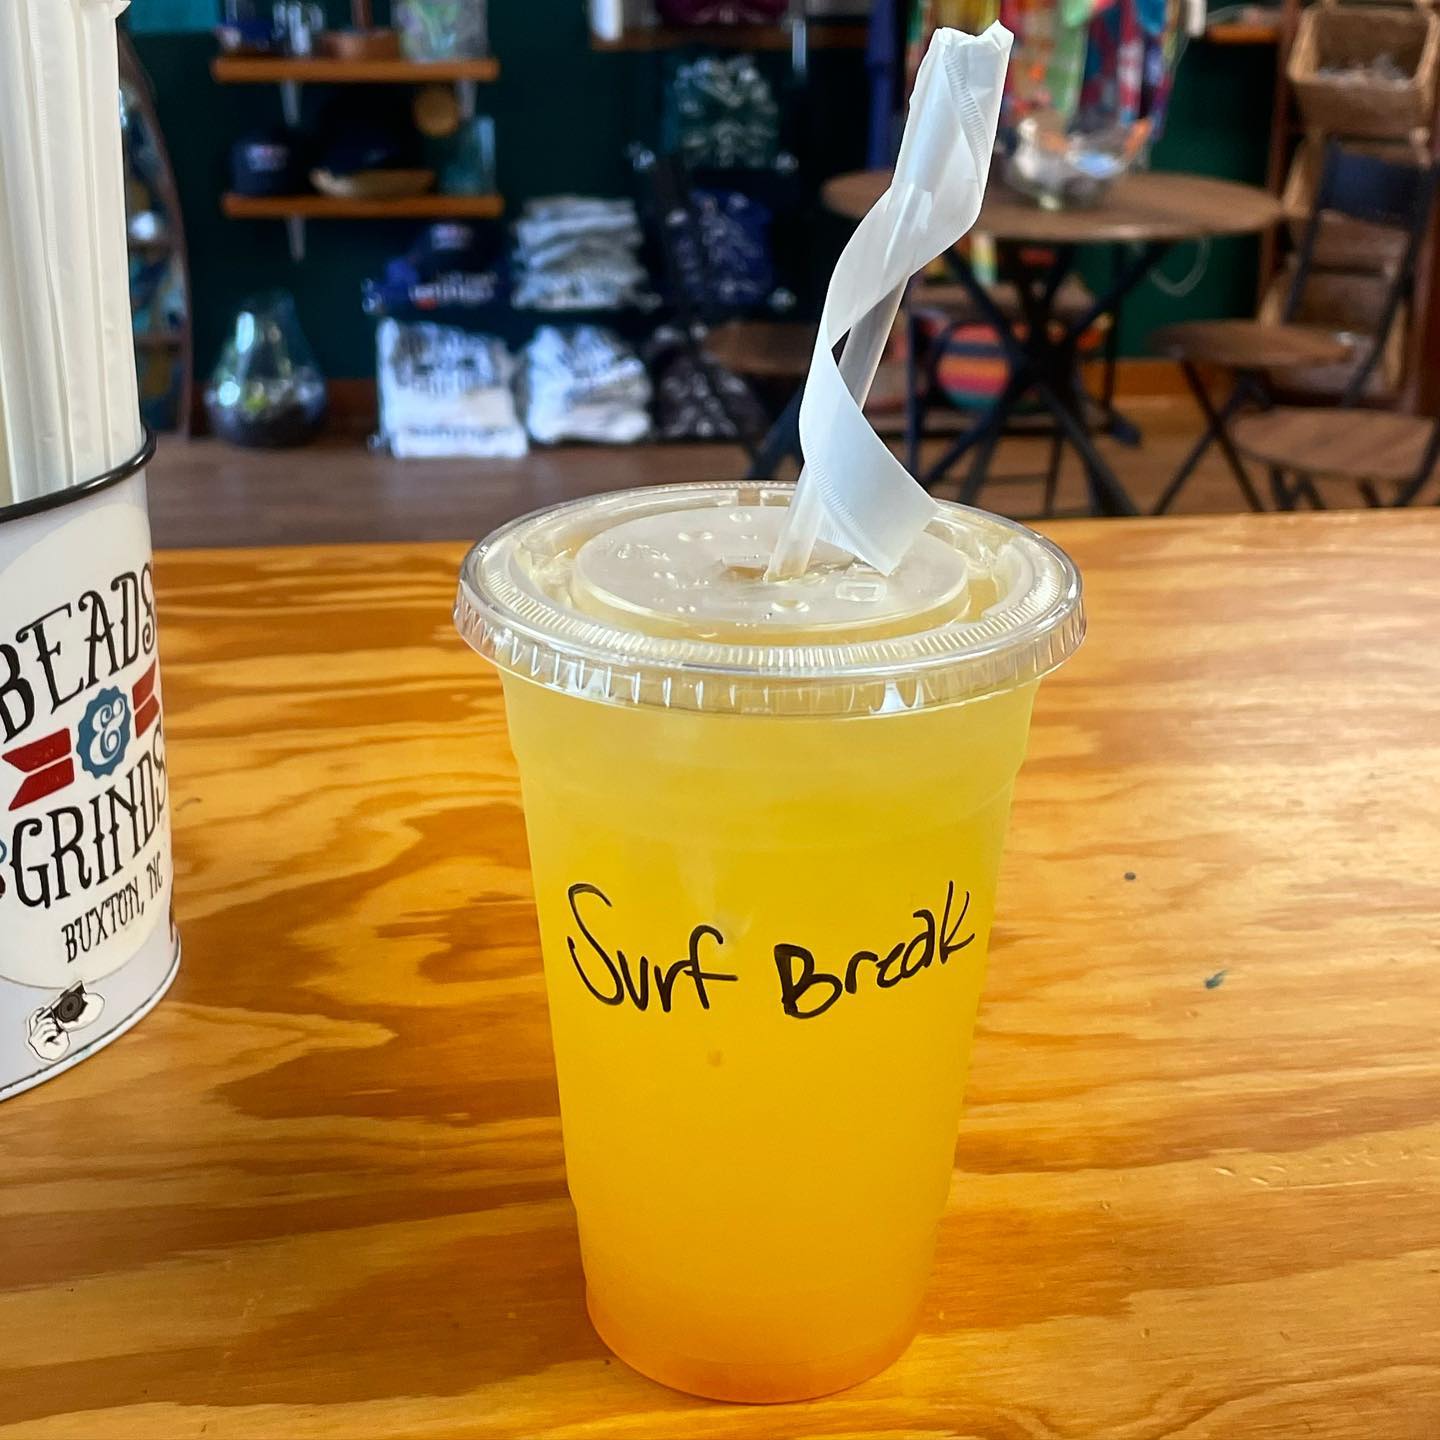 BEADS
&
GRINDS
BUXTON, NC
Surf Break